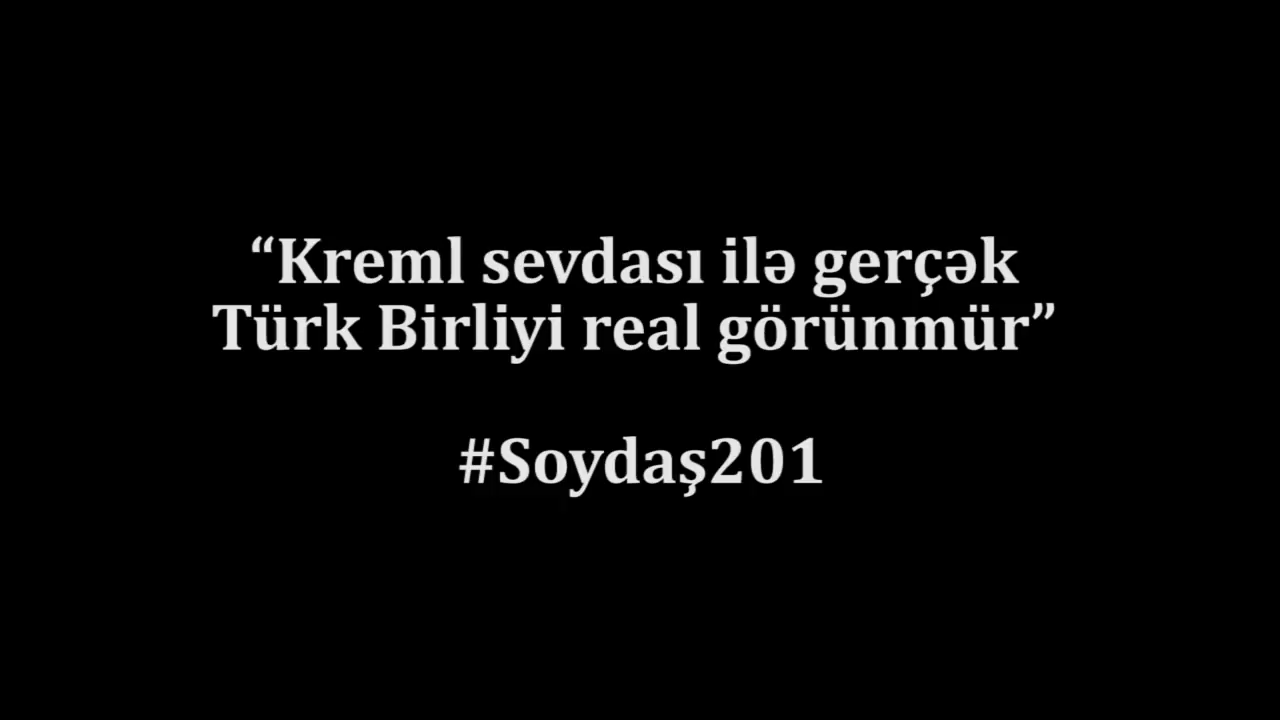 “Kreml sevdası ilə gerçək
Türk Birliyi real görünmür”
#Soydaş201